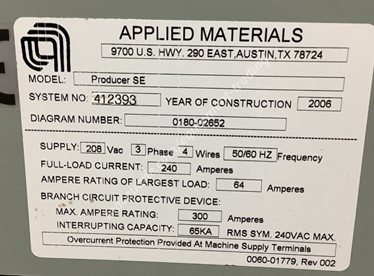 APPLIED MATERIALS
9700 U.S. HWY. 290 EAST,AUSTIN,TX 78724
MODEL: Producer SE
SYSTEM NO.: 412393 YEAR OF CONSTRUCTION 2006
DIAGRAM NUMBER: 0180-02652
SUPPLY: 208 Vac 3 Phase 4 Wires 50/60 HZ Frequency
FULL-LOAD CURRENT: 240 Amperes
AMPERE RATING OF LARGEST LOAD: 64 Amperes
BRANCH CIRCUIT PROTECTIVE DEVICE:
MAX. AMPERE RATING: 300 Amperes
INTERRUPTING CAPACITY: 65KA RMS SYM. 240VAC MAX.
Overcurrent Protection Provided At Machine Supply Terminals
0060-01779, Rev 002